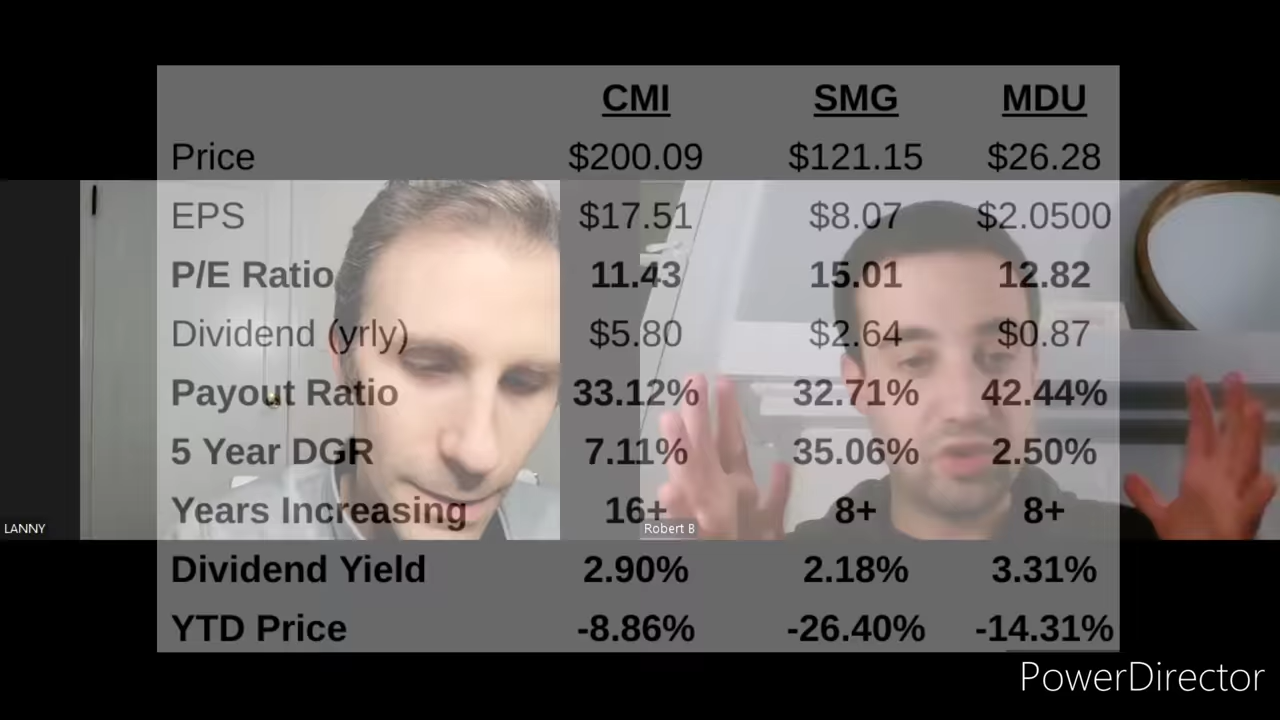 CMI SMG MDU
Price $200.09 $121.15 $26.28
EPS $17.51 $8.07 $2.0500
P/E Ratio 11.43 15.01 12.82
Dividend (yrly) $5.80 $2.64 $0.87
Payout Ratio 33.12% 32.71% 42.44%
5 Year DGR 7.11% 35.06% 2.50%
Years Increasing 16+ 8+ 8+
LANNY Robert B
Dividend Yield 2.90% 2.18% 3.31%
YTD Price -8.86% -26.40% -14.31%
PowerDirector